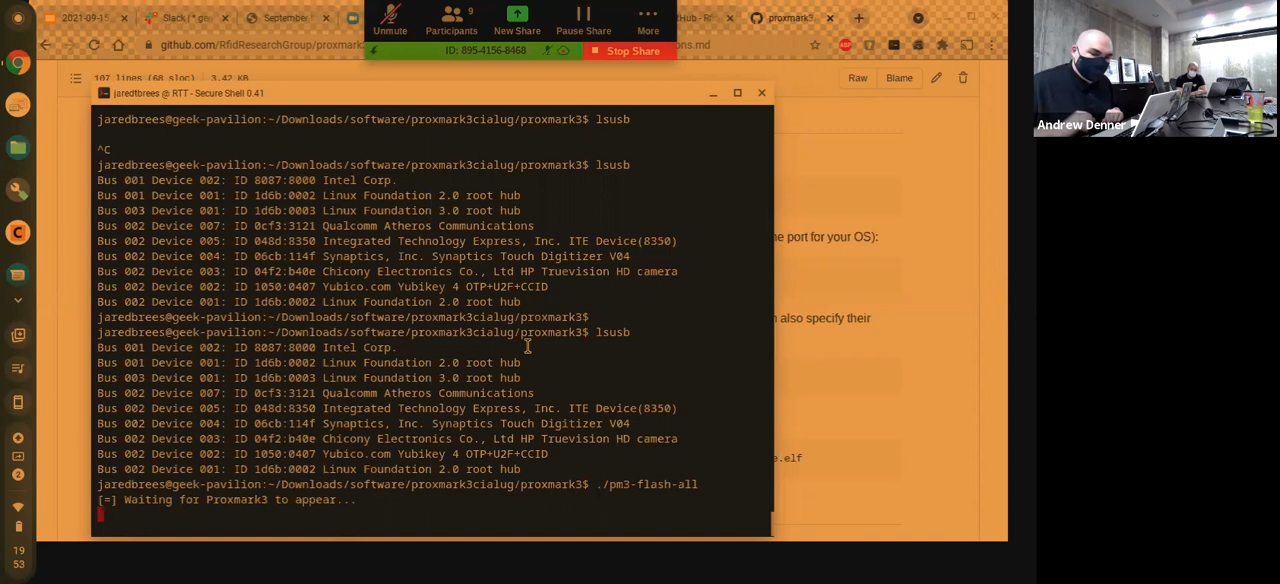 2021-09-15
Slack | * gee
September
Unmute
9
Participants
New Share
Pause Share
More
ID: 895-4156-8468
Stop Share
proxmark3
github.com/RfidResearchGroup/proxmark
ons.md
107 lines (68 sloc) 3.42 KB
Raw
Blame
jaredtbrees @ RTT - Secure Shell 0.41
jaredbrees@geek-pavilion:~/Downloads/software/proxmark3cialug/proxmark3$ lsusb
^C
jaredbrees@geek-pavilion:~/Downloads/software/proxmark3cialug/proxmark3$ lsusb
Bus 001 Device 002: ID 8087:8000 Intel Corp.
Bus 001 Device 001: ID 1d6b:0002 Linux Foundation 2.0 root hub
Bus 003 Device 001: ID 1d6b:0003 Linux Foundation 3.0 root hub
Bus 002 Device 007: ID 0cf3:3121 Qualcomm Atheros Communications
Bus 002 Device 005: ID 048d:8350 Integrated Technology Express, Inc. ITE Device(8350)
Bus 002 Device 004: ID 06cb:114f Synaptics, Inc. Synaptics Touch Digitizer V04
Bus 002 Device 003: ID 04f2:b40e Chicony Electronics Co., Ltd HP Truevision HD camera
Bus 002 Device 002: ID 1050:0407 Yubico.com Yubikey 4 OTP+U2F+CCID
Bus 002 Device 001: ID 1d6b:0002 Linux Foundation 2.0 root hub
jaredbrees@geek-pavilion:~/Downloads/software/proxmark3cialug/proxmark3$
jaredbrees@geek-pavilion:~/Downloads/software/proxmark3cialug/proxmark3$ lsusb
Bus 001 Device 002: ID 8087:8000 Intel Corp.
Bus 001 Device 001: ID 1d6b:0002 Linux Foundation 2.0 root hub
Bus 003 Device 001: ID 1d6b:0003 Linux Foundation 3.0 root hub
Bus 002 Device 007: ID 0cf3:3121 Qualcomm Atheros Communications
Bus 002 Device 005: ID 048d:8350 Integrated Technology Express, Inc. ITE Device(8350)
Bus 002 Device 004: ID 06cb:114f Synaptics, Inc. Synaptics Touch Digitizer V04
Bus 002 Device 003: ID 04f2:b40e Chicony Electronics Co., Ltd HP Truevision HD camera
Bus 002 Device 002: ID 1050:0407 Yubico.com Yubikey 4 OTP+U2F+CCID
Bus 002 Device 001: ID 1d6b:0002 Linux Foundation 2.0 root hub
jaredbrees@geek-pavilion:~/Downloads/software/proxmark3cialug/proxmark3$ ./pm3-flash-all
[=] Waiting for Proxmark3 to appear...
e port for your OS):
also specify their
e.elf
Andrew Denner
2
19
53